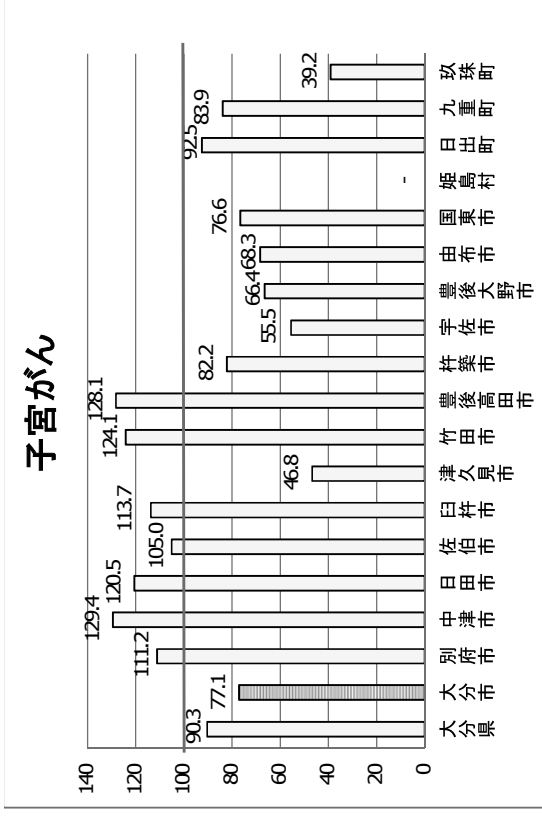 子宮がん
140
120
100
80
60
40
20
0
90.3
77.1
111.2
129.4
120.5
105.0
113.7
46.8
124.1
128.1
82.2
55.5
66.4
68.3
76.6
-
92.5
83.9
39.2
大分県
大分市
別府市
中津市
日田市
佐伯市
臼杵市
津久見市
竹田市
豊後高田市
杵築市
宇佐市
豊後大野市
由布市
国東市
姫島村
日出町
九重町
玖珠町